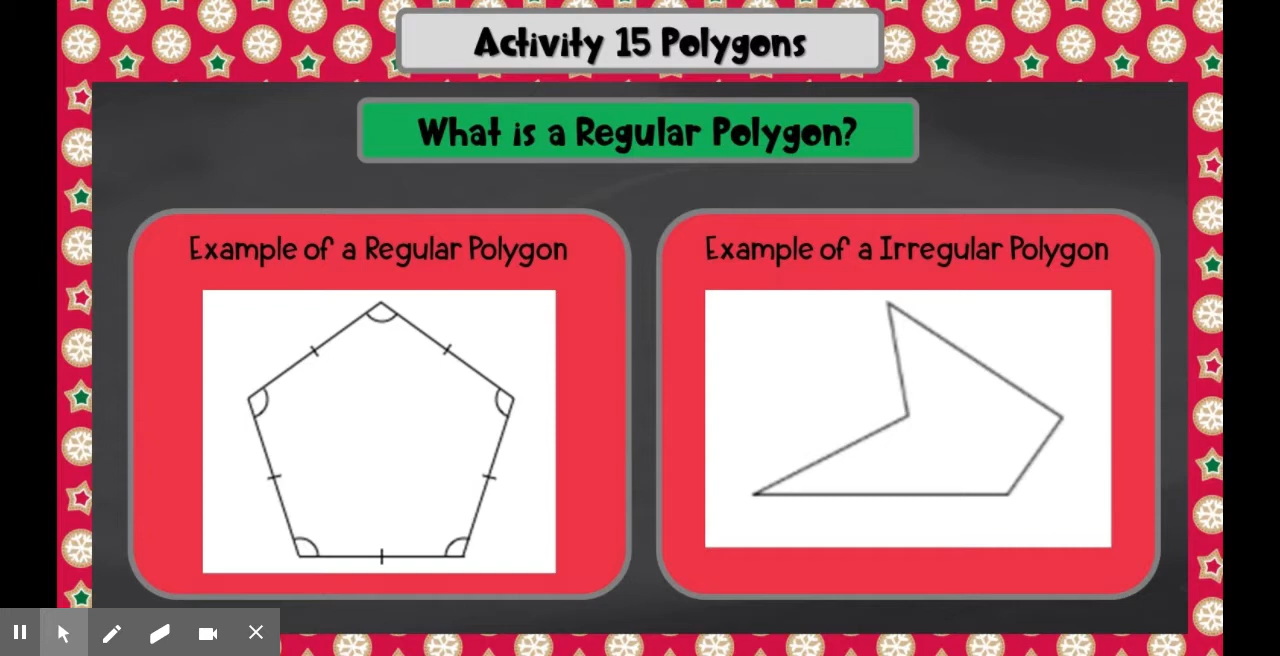 Activity 15 Polygons
What is a Regular Polygon?
Example of a Regular Polygon
Example of a Irregular Polygon